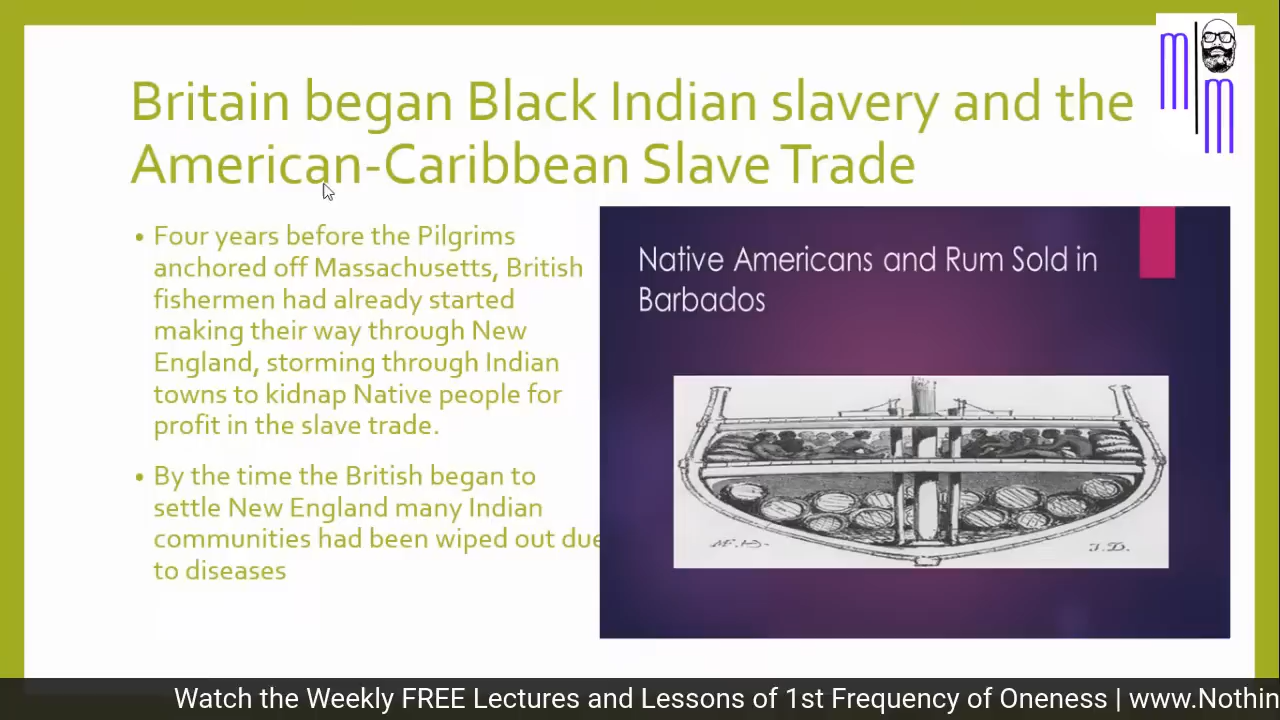 Britain began Black Indian slavery and the
American-Caribbean Slave Trade
• Four years before the Pilgrims
anchored off Massachusetts, British
fishermen had already started
making their way through New
England, storming through Indian
towns to kidnap Native people for
profit in the slave trade.
• By the time the British began to
settle New England many Indian
communities had been wiped out due
to diseases
Native Americans and Rum Sold in
Barbados
M
M
Watch the Weekly FREE Lectures and Lessons of 1st Frequency of Oneness | www.Nothin